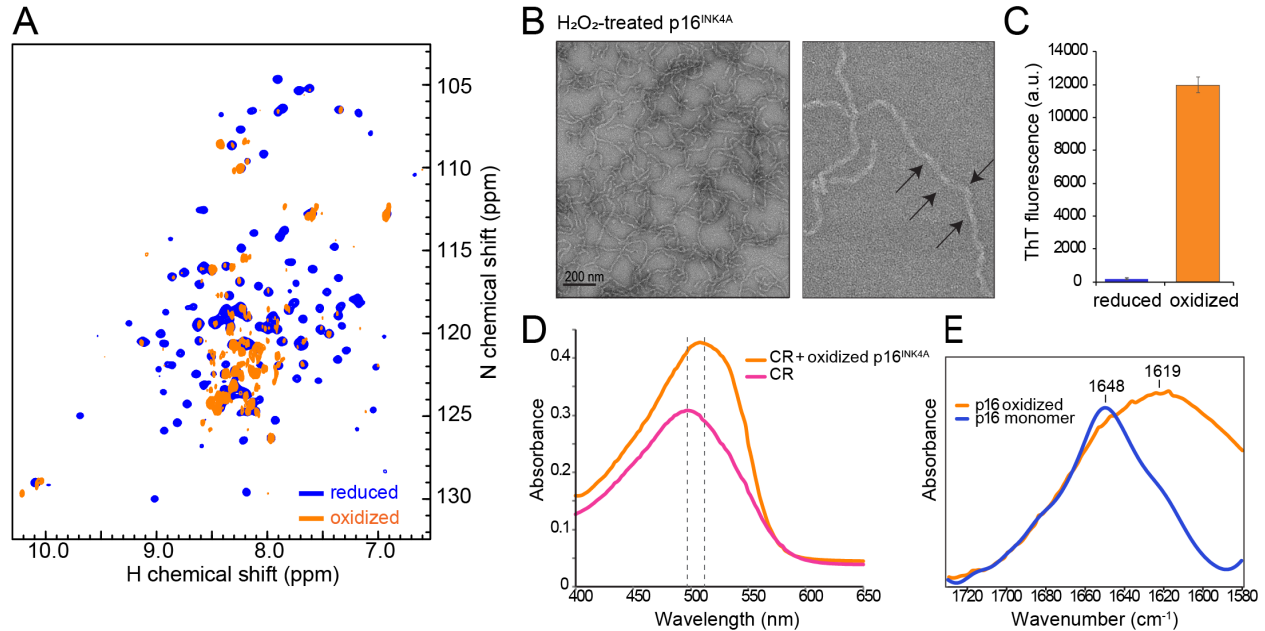 A
105
110
115
120
125
130
N chemical shift (ppm)
10.0 9.0 8.0 7.0
H chemical shift (ppm)
reduced
oxidized
B
H₂O₂-treated p16ᴵᴺᴷ⁴ᴬ
200 nm
C
14000
12000
10000
8000
6000
4000
2000
0
ThT fluorescence (a.u.)
reduced oxidized
D
0.4
0.3
0.2
0.1
0
Absorbance
CR + oxidized p16ᴵᴺᴷ⁴ᴬ
CR
400 450 500 550 600 650
Wavelength (nm)
E
1648
1619
p16 oxidized
p16 monomer
Absorbance
1720 1700 1680 1660 1640 1620 1600 1580
Wavenumber (cm⁻¹)